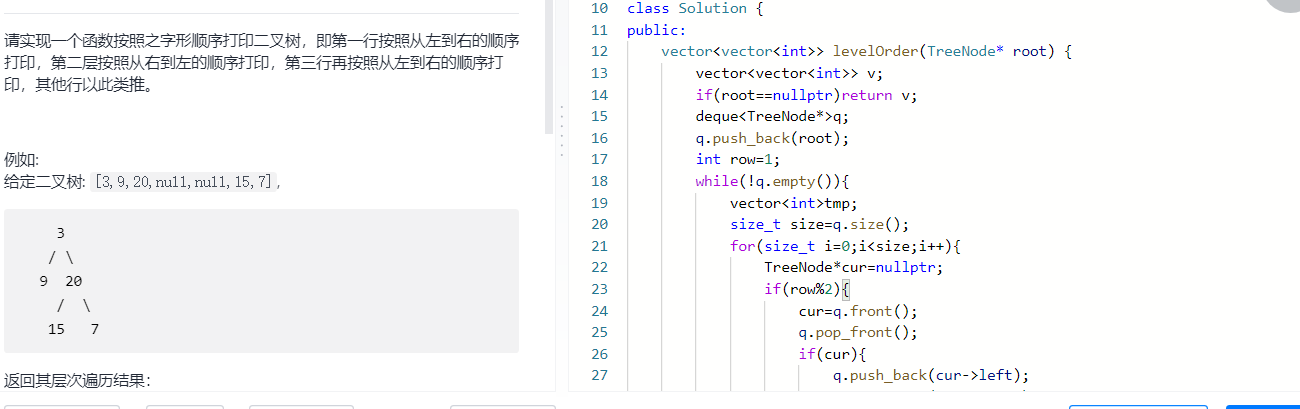 请实现一个函数按照之字形顺序打印二叉树，即第一行按照从左到右的顺序
打印，第二层按照从右到左的顺序打印，第三行再按照从左到右的顺序打
印，其他行以此类推。
例如:
给定二叉树: [3,9,20,null,null,15,7],
3
/ \
9 20
/ \
15 7
返回其层次遍历结果：
10 class Solution {
11 public:
12 vector<vector<int>> levelOrder(TreeNode* root) {
13 vector<vector<int>> v;
14 if(root==nullptr)return v;
15 deque<TreeNode*>q;
16 q.push_back(root);
17 int row=1;
18 while(!q.empty()){
19 vector<int>tmp;
20 size_t size=q.size();
21 for(size_t i=0;i<size;i++){
22 TreeNode*cur=nullptr;
23 if(row%2){
24 cur=q.front();
25 q.pop_front();
26 if(cur){
27 q.push_back(cur->left);